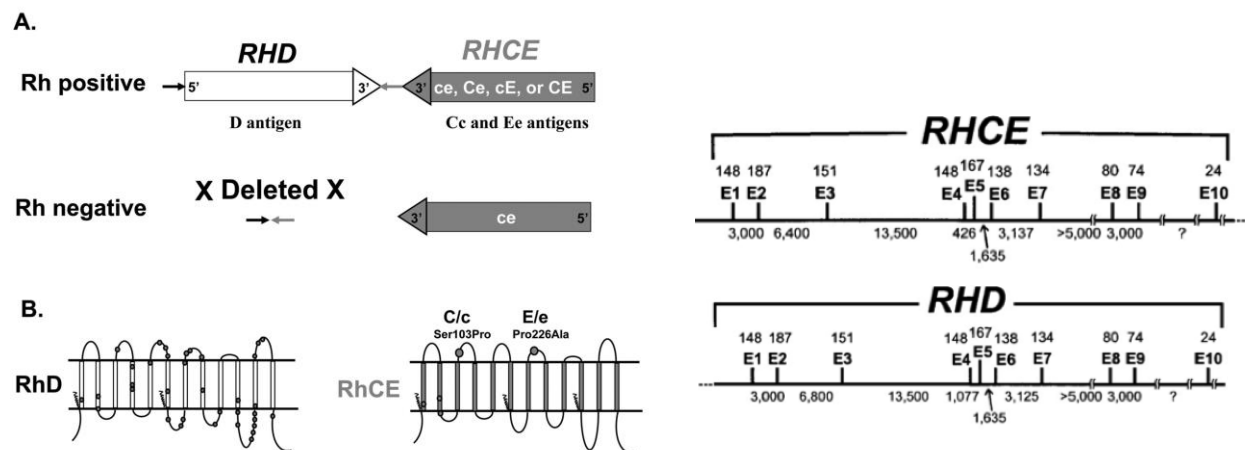 A.
RHD
RHCE
Rh positive
5’
3’
3’
ce, Ce, cE, or CE
5’
D antigen
Cc and Ee antigens
X Deleted X
Rh negative
3’
ce
5’
B.
C/c
E/e
Ser103Pro
Pro226Ala
RhD
RhCE
RHCE
148 187 151 148 167 138 134 80 74 24
E1 E2 E3 E4 E5 E6 E7 E8 E9 E10
3,000 6,400 13,500 426 3,137 >5,000 3,000 ?
1,635
RHD
148 187 151 148 167 138 134 80 74 24
E1 E2 E3 E4 E5 E6 E7 E8 E9 E10
3,000 6,800 13,500 1,077 3,125 >5,000 3,000 ?
1,635